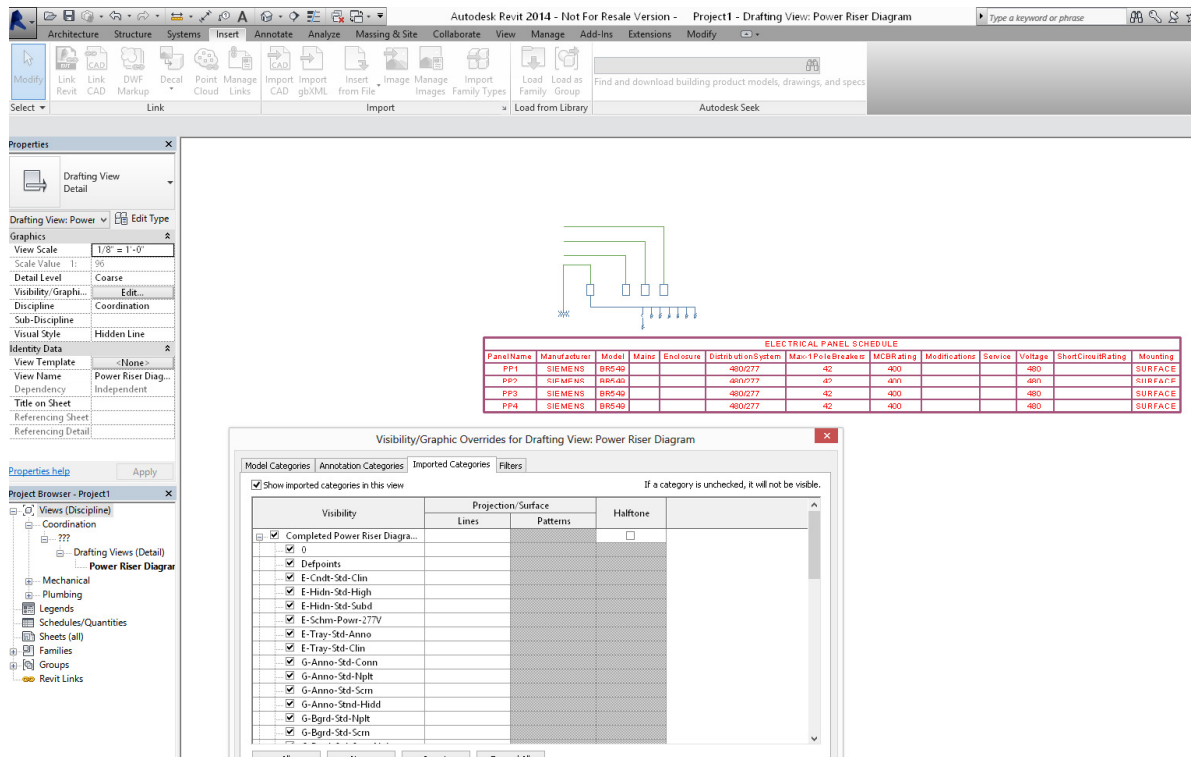 Autodesk Revit 2014 - Not For Resale Version - Project1 - Drafting View: Power Riser Diagram
Type a keyword or phrase
Architecture Structure Systems Insert Annotate Analyze Massing & Site Collaborate View Manage Add-Ins Extensions Modify
Modify
Link Revit
Link CAD
DWF Markup
Decal
Point Cloud
Manage Links
Import CAD
Import gbXML
Insert from File
Image
Manage Images
Import Family Types
Load Family
Load as Group
Find and download building product models, drawings, and specs
Select
Link
Import
Load from Library
Autodesk Seek
Properties
Drafting View
Detail
Drafting View: Power
Edit Type
Graphics
View Scale 1/8" = 1'-0"
Scale Value 1: 96
Detail Level Coarse
Visibility/Graphi... Edit...
Discipline Coordination
Sub-Discipline
Visual Style Hidden Line
Identity Data
View Template <None>
View Name Power Riser Diag...
Dependency Independent
Title on Sheet
Referencing Sheet
Referencing Detail
Properties help Apply
Project Browser - Project1
Views (Discipline)
Coordination
???
Drafting Views (Detail)
Power Riser Diagrar
Mechanical
Plumbing
Legends
Schedules/Quantities
Sheets (all)
Families
Groups
Revit Links
ELECTRICAL PANEL SCHEDULE
PanelName Manufacturer Model Mains Enclosure DistributionSystem Max-1PoleBreakers MCBRating Modifications Service Voltage ShortCircuitRating Mounting
PP1 SIEMENS BR549 480/277 42 400 480 SURFACE
PP2 SIEMENS BR549 480/277 42 400 480 SURFACE
PP3 SIEMENS BR549 480/277 42 400 480 SURFACE
PP4 SIEMENS BR549 480/277 42 400 480 SURFACE
Visibility/Graphic Overrides for Drafting View: Power Riser Diagram
Model Categories Annotation Categories Imported Categories Filters
Show imported categories in this view
If a category is unchecked, it will not be visible.
Visibility
Projection/Surface
Lines
Patterns
Halftone
Completed Power Riser Diagra...
0
Defpoints
E-Cndt-Std-Clin
E-Hidn-Std-High
E-Hidn-Std-Subd
E-Schm-Powr-277V
E-Tray-Std-Anno
E-Tray-Std-Clin
G-Anno-Std-Conn
G-Anno-Std-Nplt
G-Anno-Std-Scrn
G-Anno-Stnd-Hidd
G-Bgrd-Std-Nplt
G-Bgrd-Std-Scrn